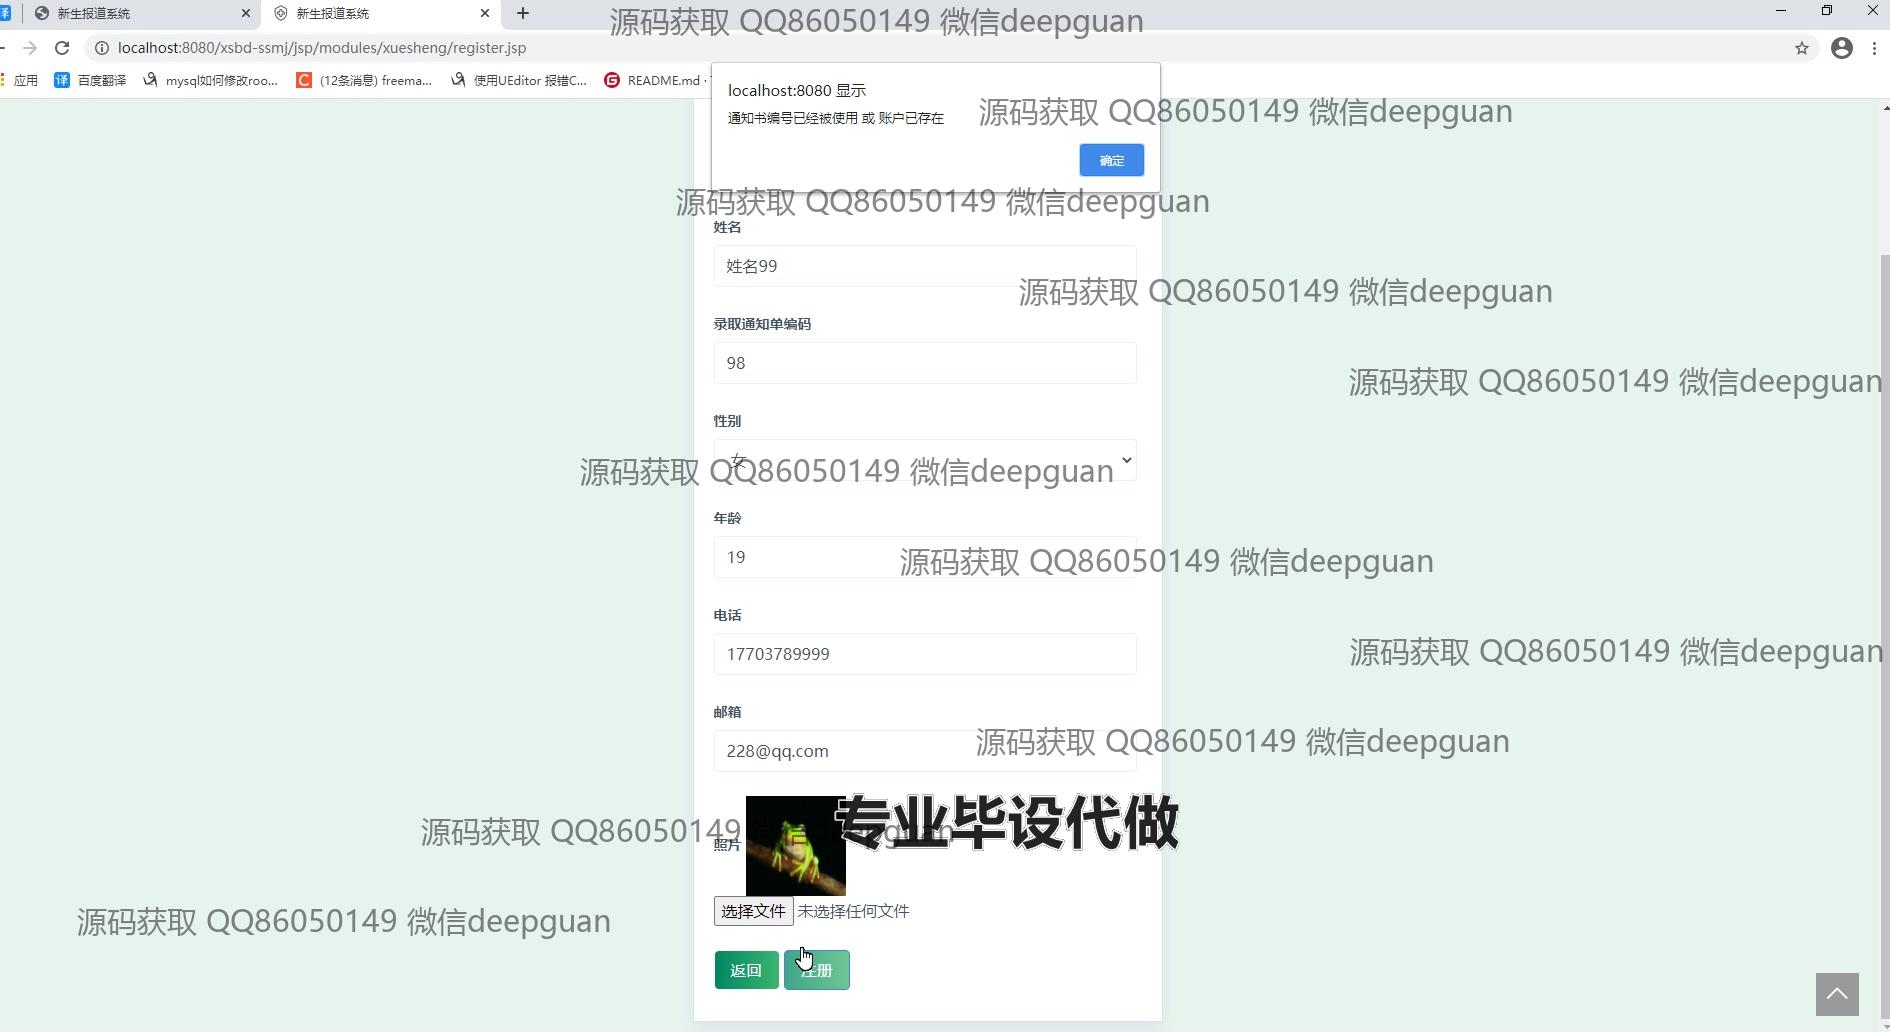 译
新生报道系统
新生报道系统
源码获取 QQ86050149 微信deepguan
localhost:8080/xsbd-ssmj/jsp/modules/xuesheng/register.jsp
应用
译
百度翻译
mysql如何修改roo...
C
(12条消息) freema...
使用UEditor 报错C...
G
README.md ·
localhost:8080 显示
通知书编号已经被使用 或 账户已存在
源码获取 QQ86050149 微信deepguan
确定
源码获取 QQ86050149 微信deepguan
姓名
姓名99
源码获取 QQ86050149 微信deepguan
录取通知单编码
98
源码获取 QQ86050149 微信deepguan
性别
女
源码获取 QQ86050149 微信deepguan
年龄
19
源码获取 QQ86050149 微信deepguan
电话
17703789999
源码获取 QQ86050149 微信deepguan
邮箱
228@qq.com
源码获取 QQ86050149 微信deepguan
专业毕设代做
源码获取 QQ86050149 微信deepguan
照片
选择文件 未选择任何文件
源码获取 QQ86050149 微信deepguan
返回
注册